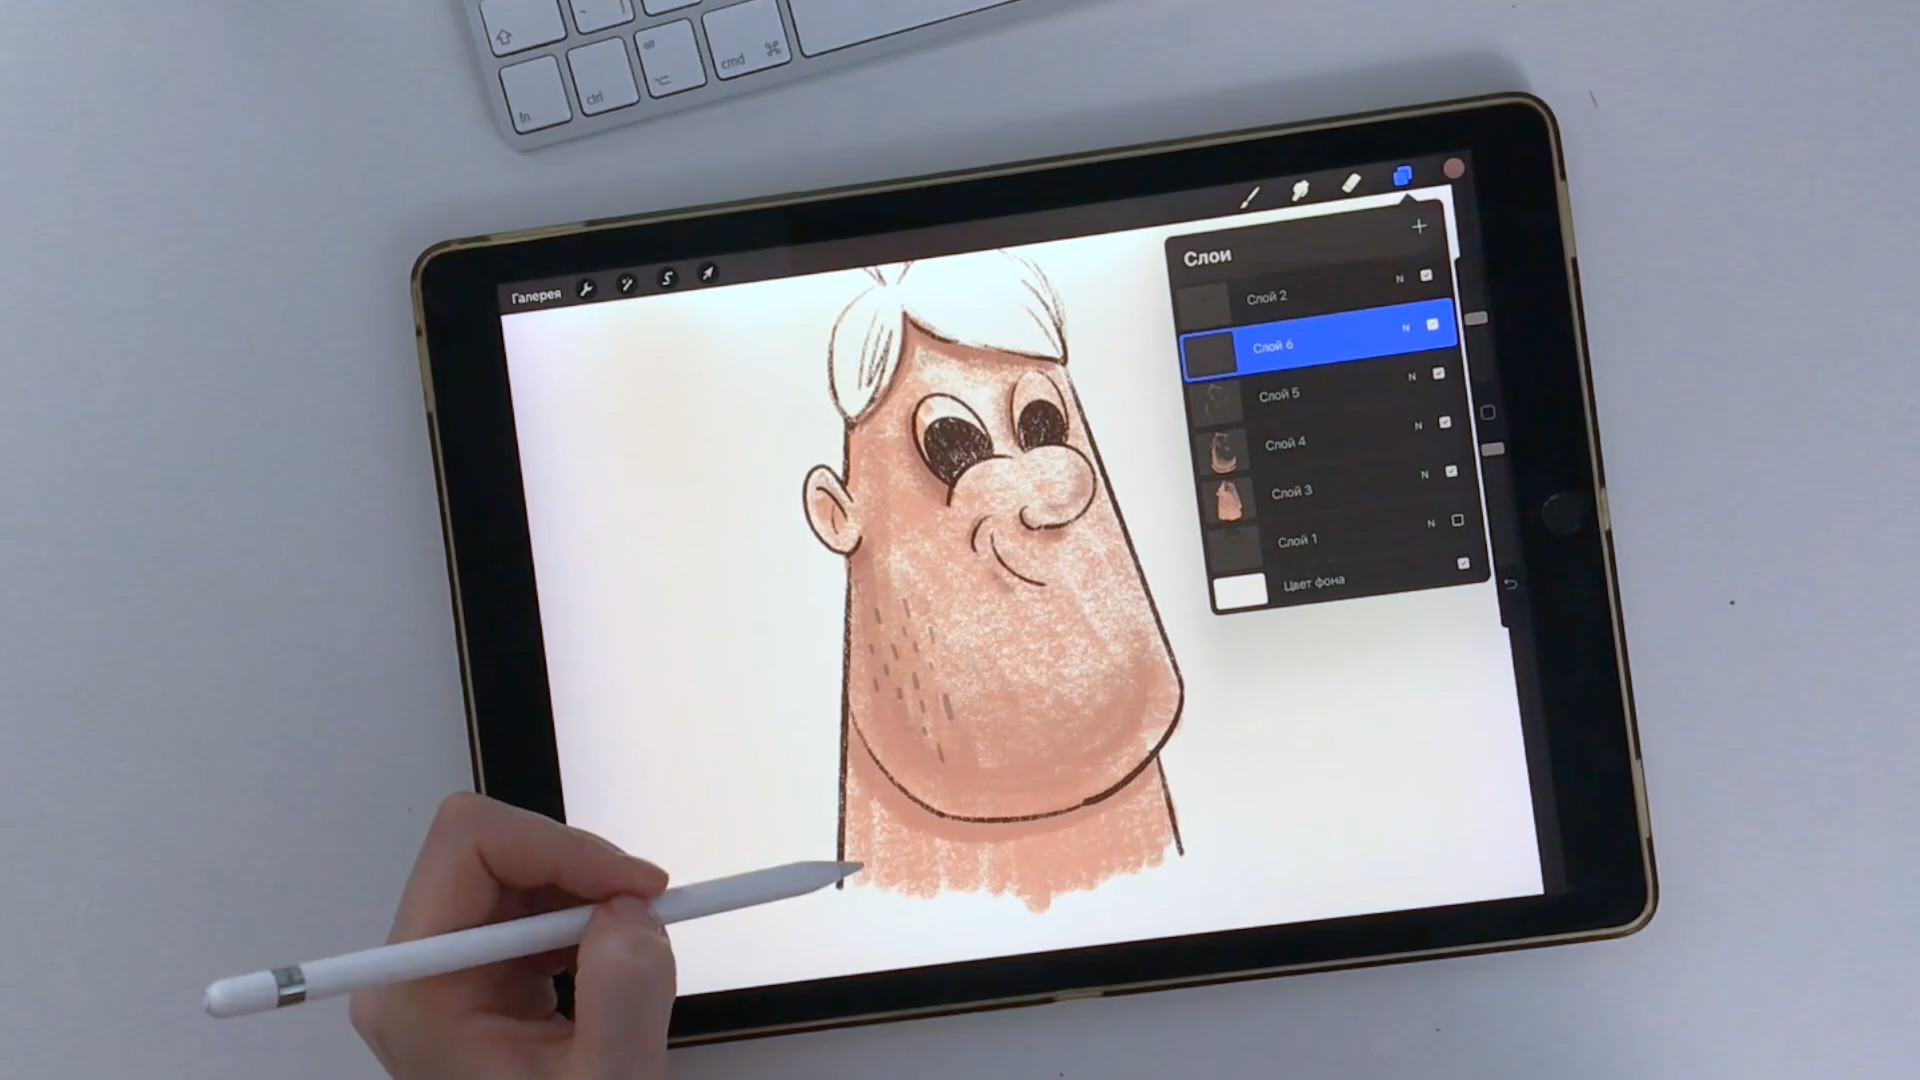 alt
cmd ⌘
ctrl
fn
Галерея
Слои
Слой 2 N
Слой 6 N
Слой 5 N
Слой 4 N
Слой 3 N
Слой 1 N
Цвет фона